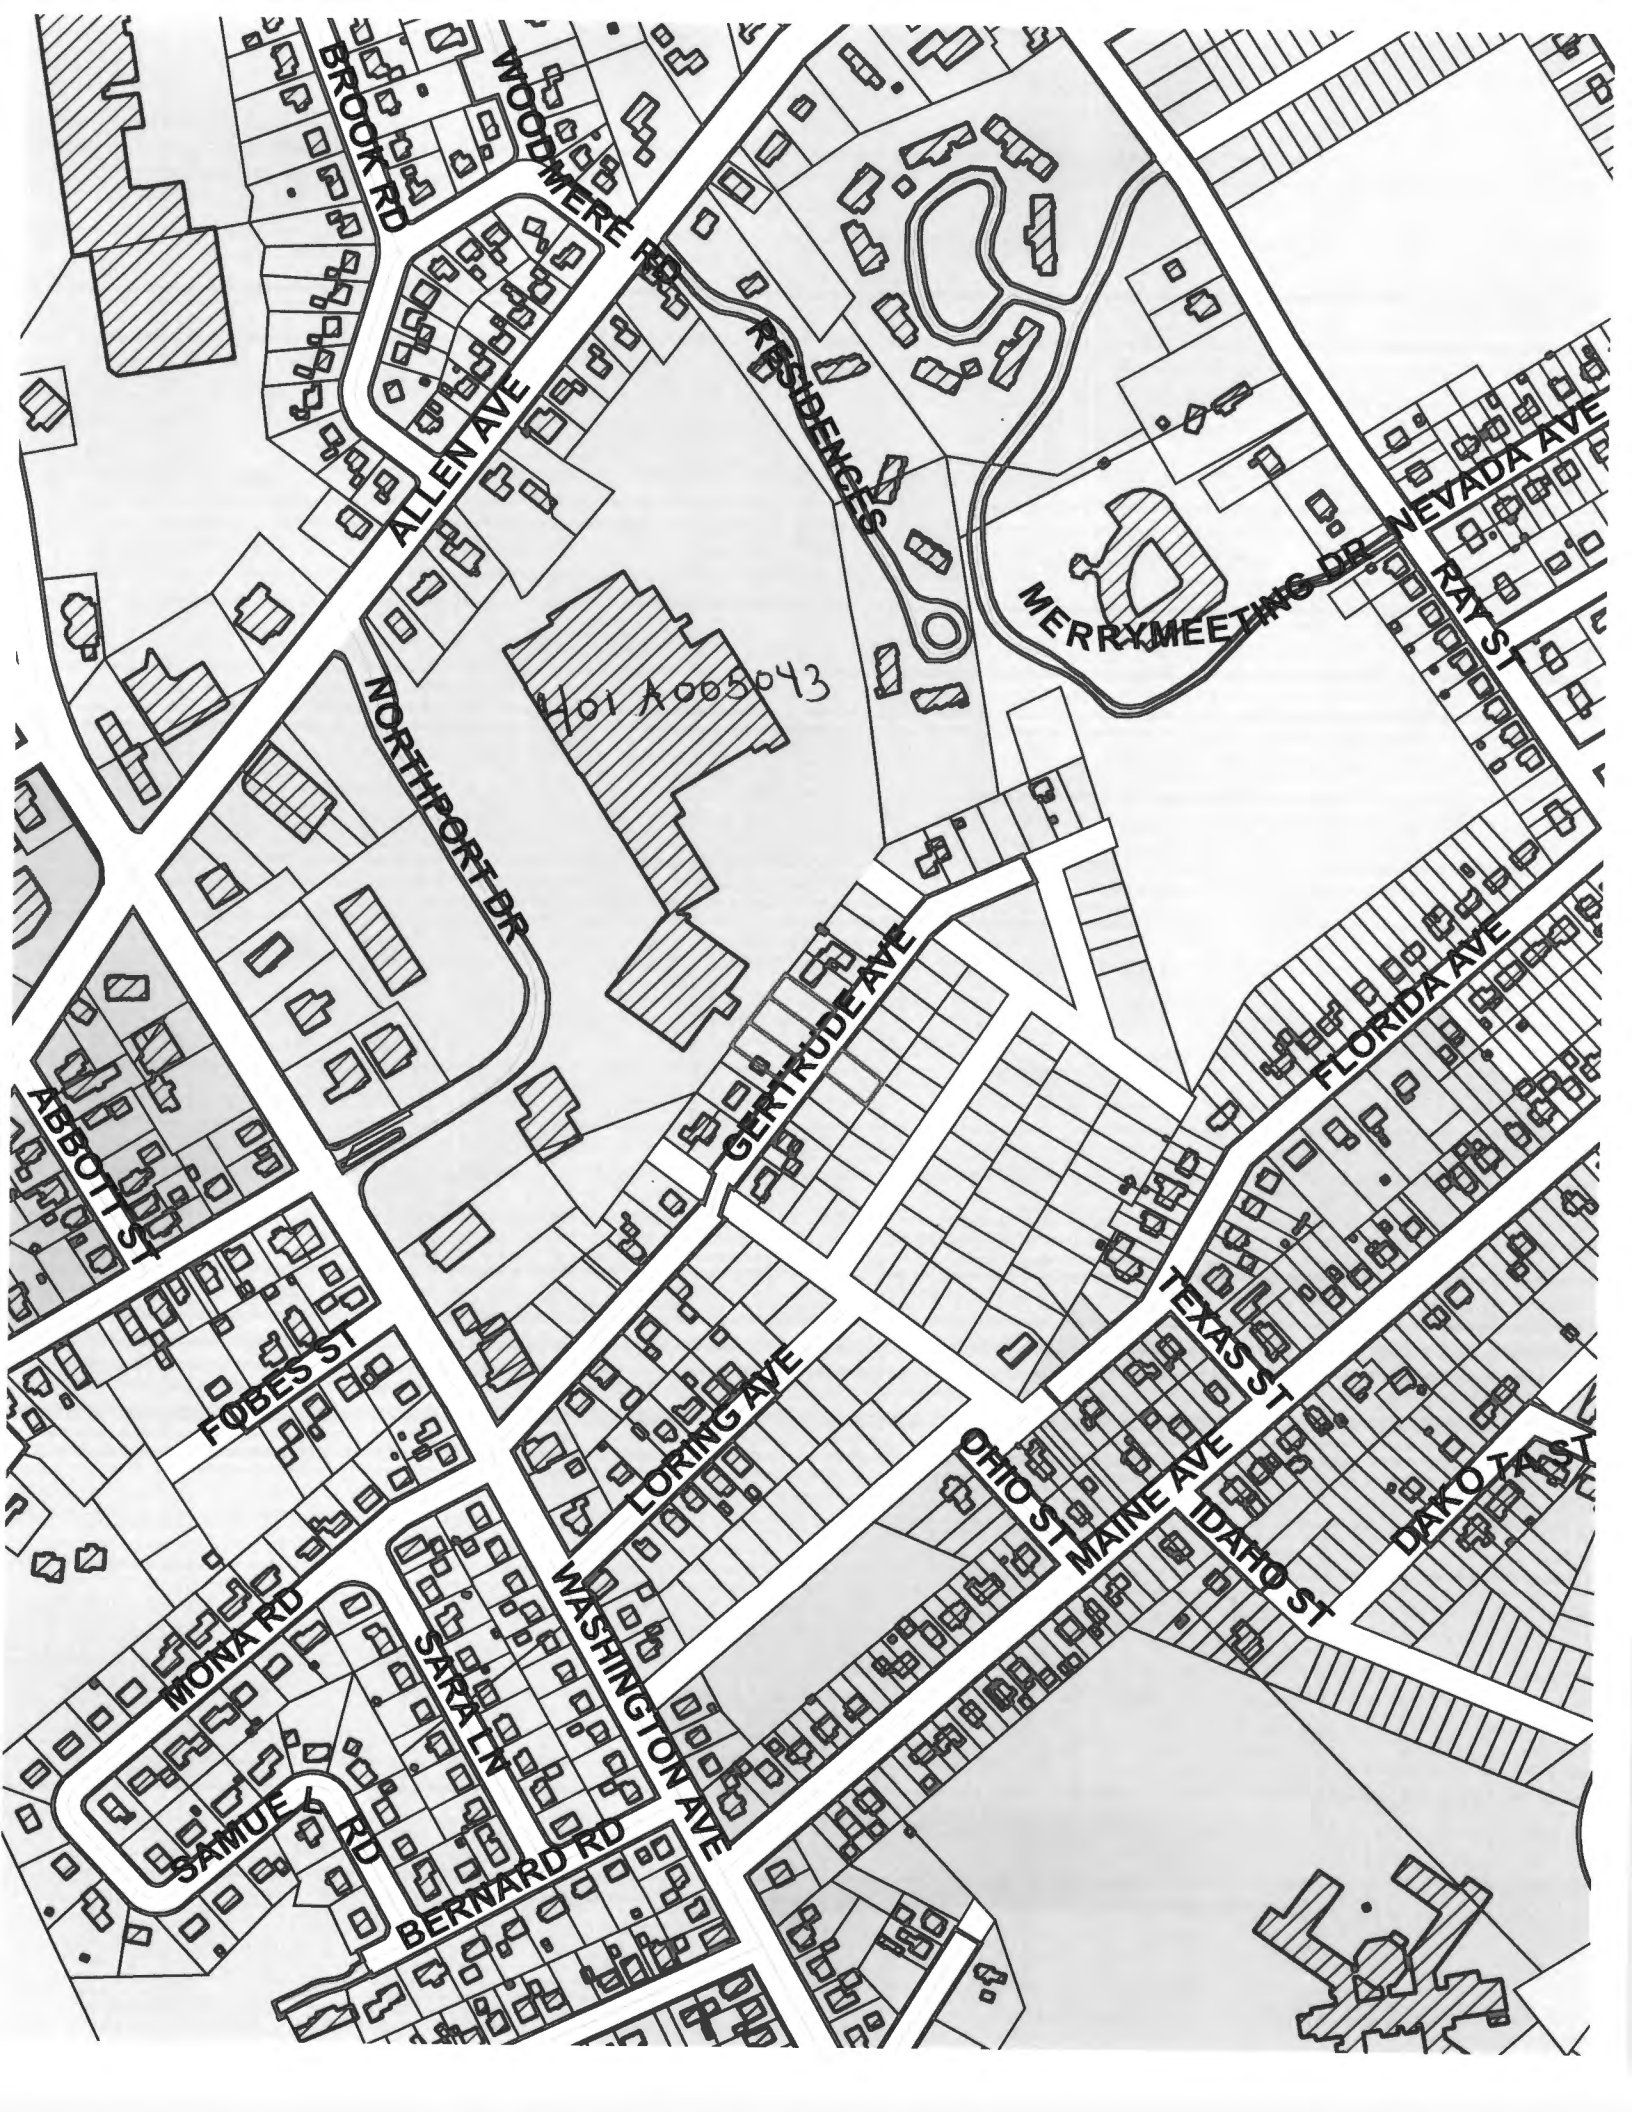 BROOK RD
WOODMERE RD
ALLEN AVE
RESIDENCES
NEVADA AVE
MERRYMEETING DR
RAY ST
401 A005043
NORTHPORT DR
GERTRUDE AVE
FLORIDA AVE
ABBOTT ST
TEXAS ST
FOBES ST
LORING AVE
OHIO ST
MAINE AVE
IDAHO ST
DAKOTA ST
WASHINGTON AVE
MONA RD
SARA LN
SAMUEL RD
BERNARD RD